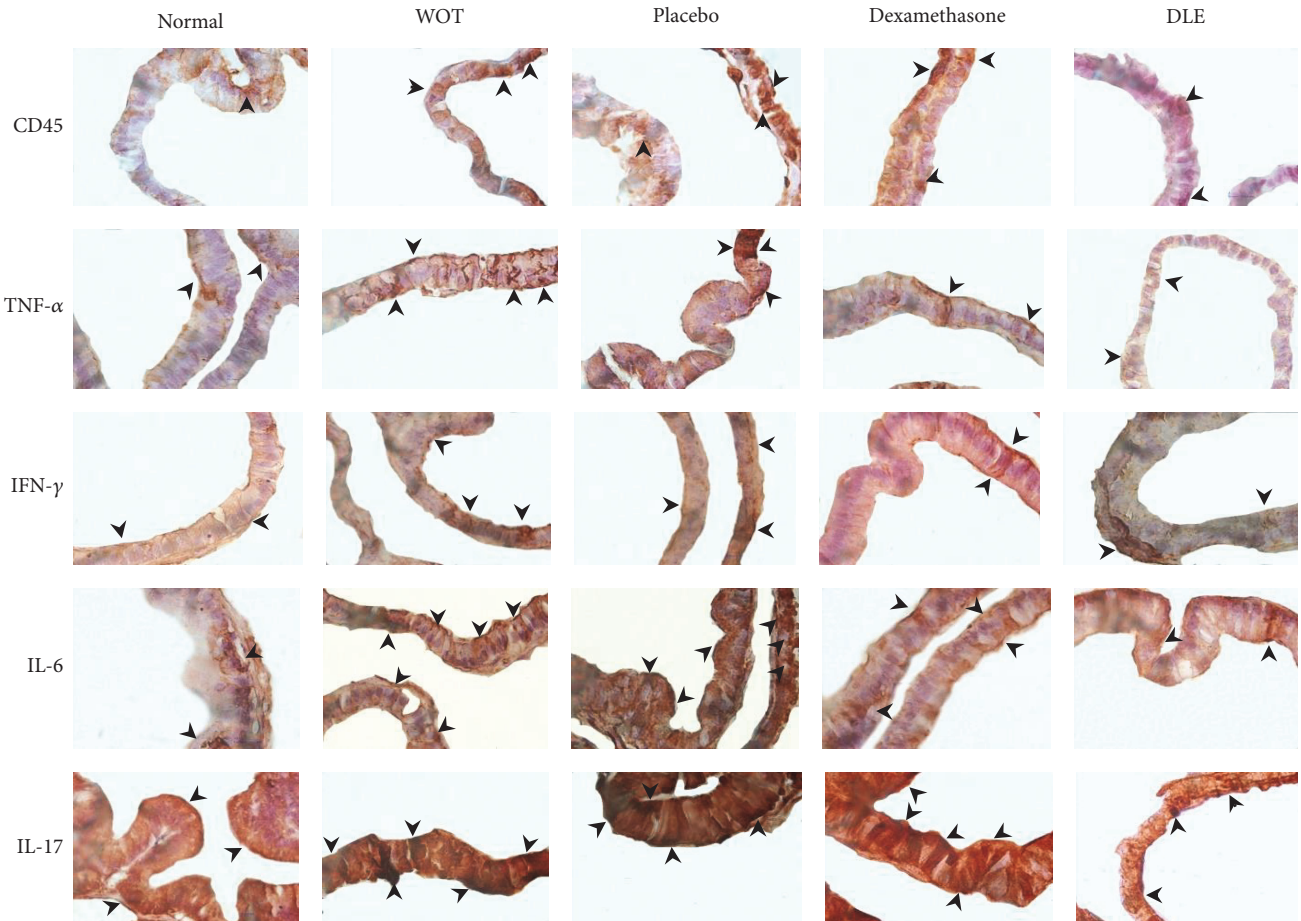 Normal WOT Placebo Dexamethasone DLE
CD45
TNF-α
IFN-γ
IL-6
IL-17